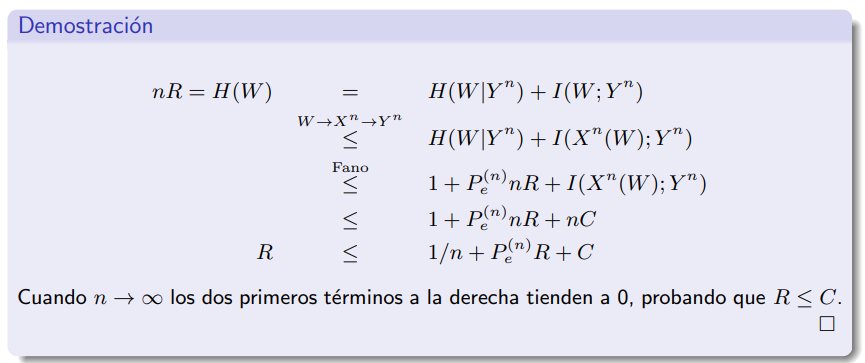 Demostración
nR = H(W) = H(W|Yⁿ) + I(W; Yⁿ)
W→Xⁿ→Yⁿ
≤ H(W|Yⁿ) + I(Xⁿ(W); Yⁿ)
Fano
≤ 1 + Pₑ⁽ⁿ⁾nR + I(Xⁿ(W); Yⁿ)
≤ 1 + Pₑ⁽ⁿ⁾nR + nC
R ≤ 1/n + Pₑ⁽ⁿ⁾R + C
Cuando n → ∞ los dos primeros términos a la derecha tienden a 0, probando que R ≤ C.
□